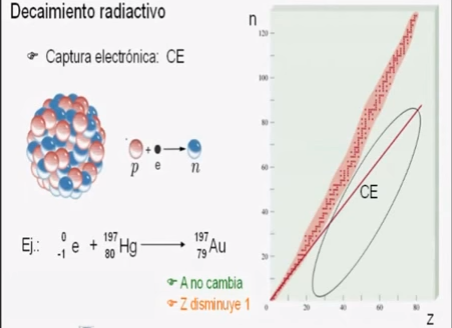 Decaimiento radiactivo
☞ Captura electrónica: CE
p + e → n
Ej.: ⁰₋₁e + ¹⁹⁷₈₀Hg → ¹⁹⁷₇₉Au
☞ A no cambia
☞ Z disminuye 1
n
120
100
80
60
40
20
CE
0 20 40 60 80
Z